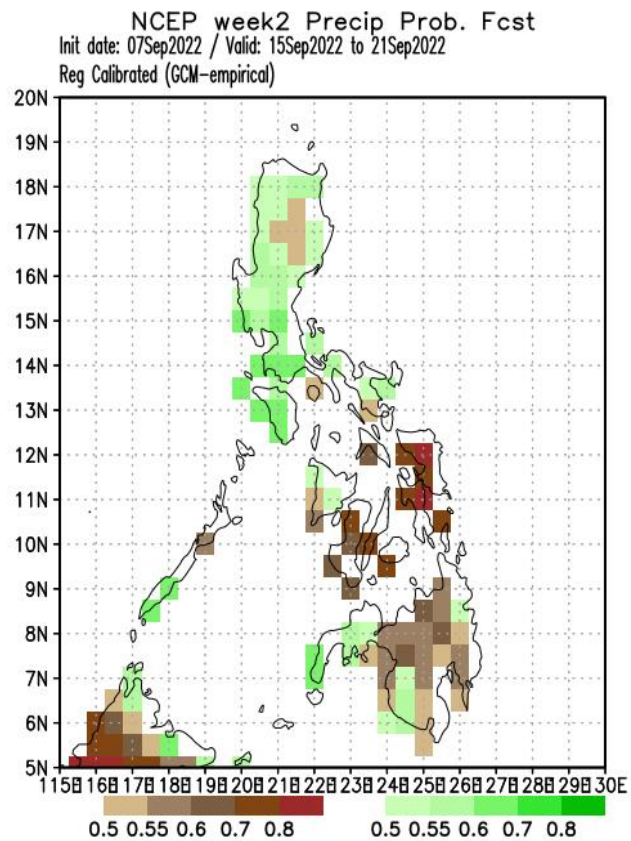 NCEP week2 Precip Prob. Fcst
Init date: 07Sep2022 / Valid: 15Sep2022 to 21Sep2022
Reg Calibrated (GCM-empirical)
20N
19N
18N
17N
16N
15N
14N
13N
12N
11N
10N
9N
8N
7N
6N
5N
115E 116E 117E 118E 119E 120E 121E 122E 123E 124E 125E 126E 127E 128E 129E 130E
0.5 0.55 0.6 0.7 0.8 0.5 0.55 0.6 0.7 0.8